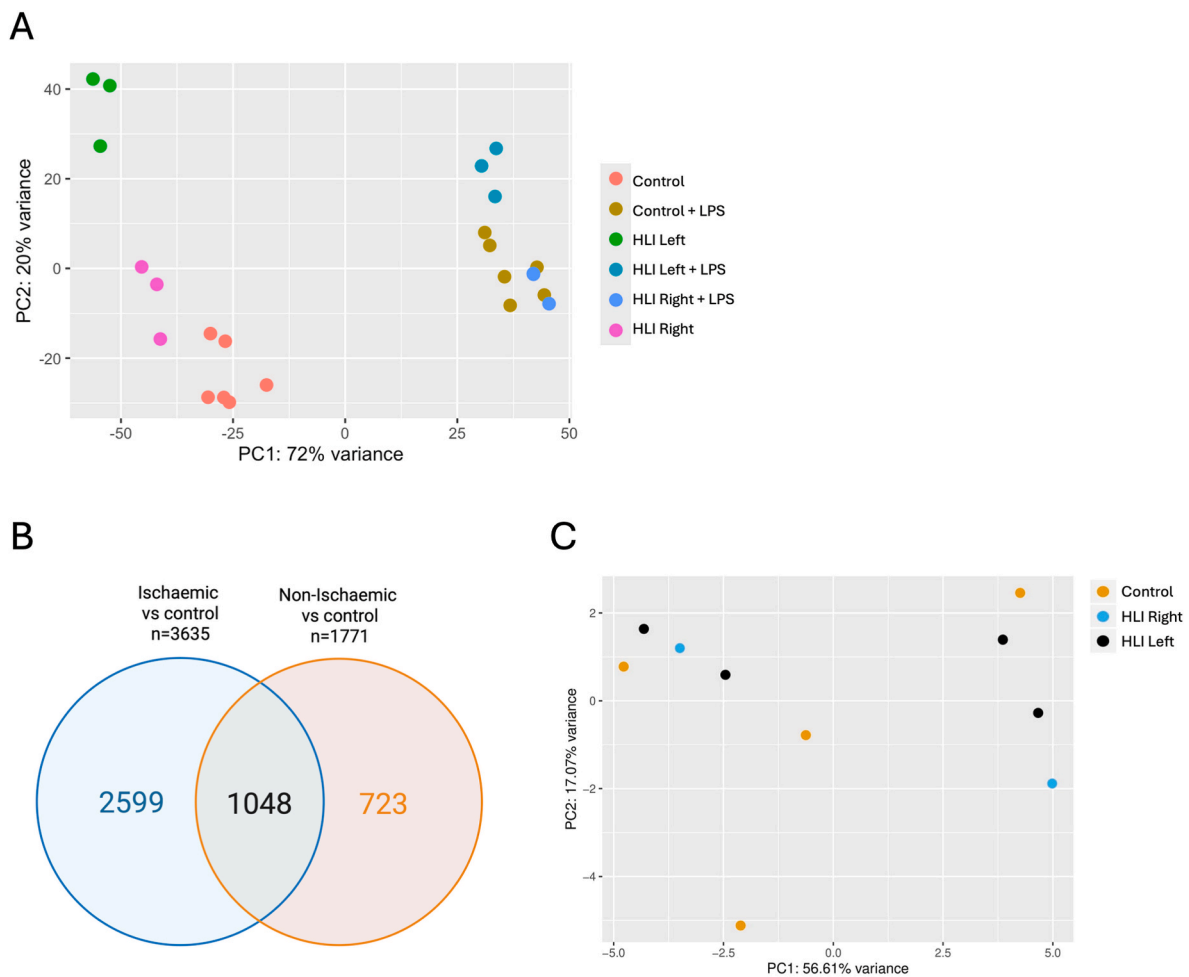 A
40
20
0
-20
PC2: 20% variance
-50
-25
0
25
50
PC1: 72% variance
Control
Control + LPS
HLI Left
HLI Left + LPS
HLI Right + LPS
HLI Right
B
Ischaemic
vs control
n=3635
Non-Ischaemic
vs control
n=1771
2599
1048
723
C
2
0
−2
−4
PC2: 17.07% variance
−5.0
−2.5
0.0
2.5
5.0
PC1: 56.61% variance
Control
HLI Right
HLI Left